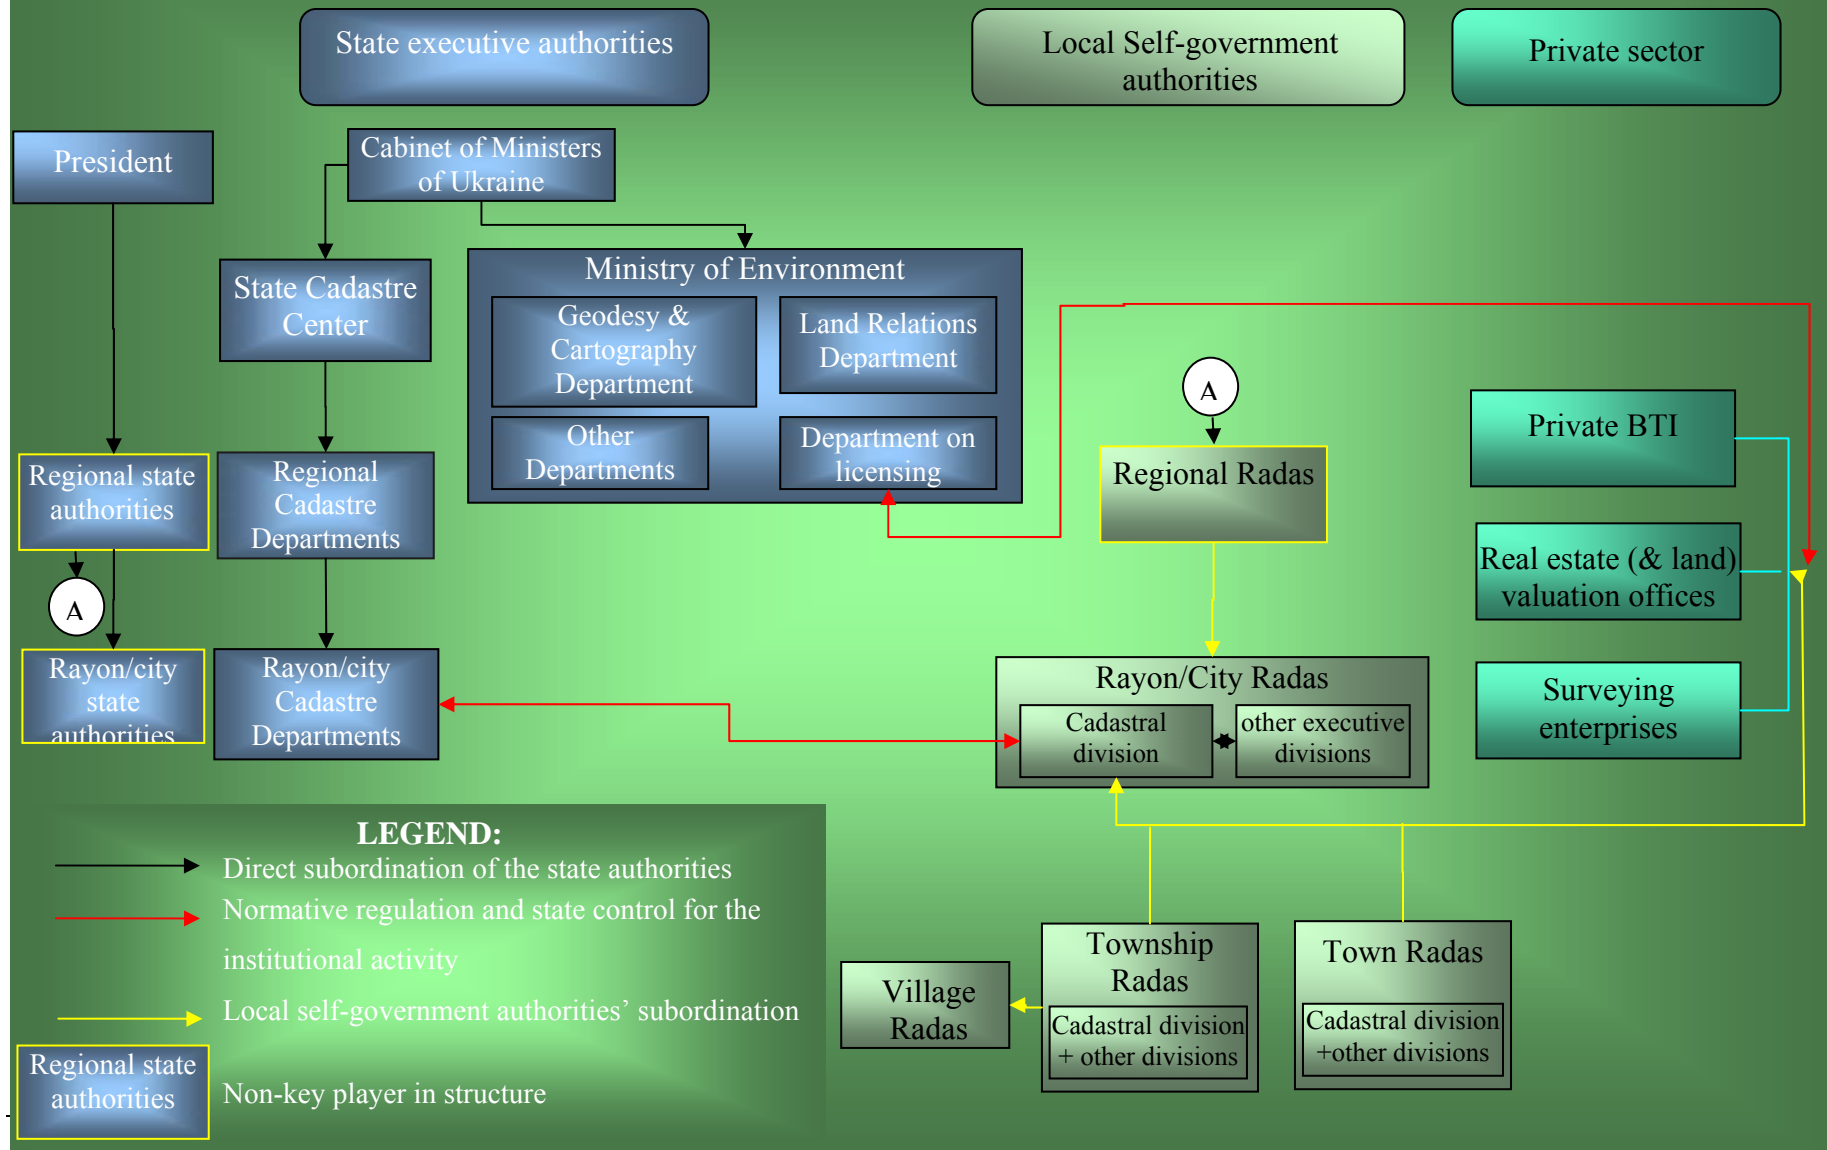 State executive authorities
Local Self-government
authorities
Private sector
President
Cabinet of Ministers
of Ukraine
State Cadastre
Center
Ministry of Environment
Geodesy &
Cartography
Department
Land Relations
Department
Other
Departments
Department on
licensing
A
Regional Radas
Private BTI
Regional state
authorities
Regional
Cadastre
Departments
Real estate (& land)
valuation offices
A
Rayon/city
state
authorities
Rayon/city
Cadastre
Departments
Rayon/City Radas
Cadastral
division
other executive
divisions
Surveying
enterprises
LEGEND:
Direct subordination of the state authorities
Normative regulation and state control for the
institutional activity
Local self-government authorities’ subordination
Regional state
authorities
Non-key player in structure
Village
Radas
Township
Radas
Cadastral division
+ other divisions
Town Radas
Cadastral division
+other divisions